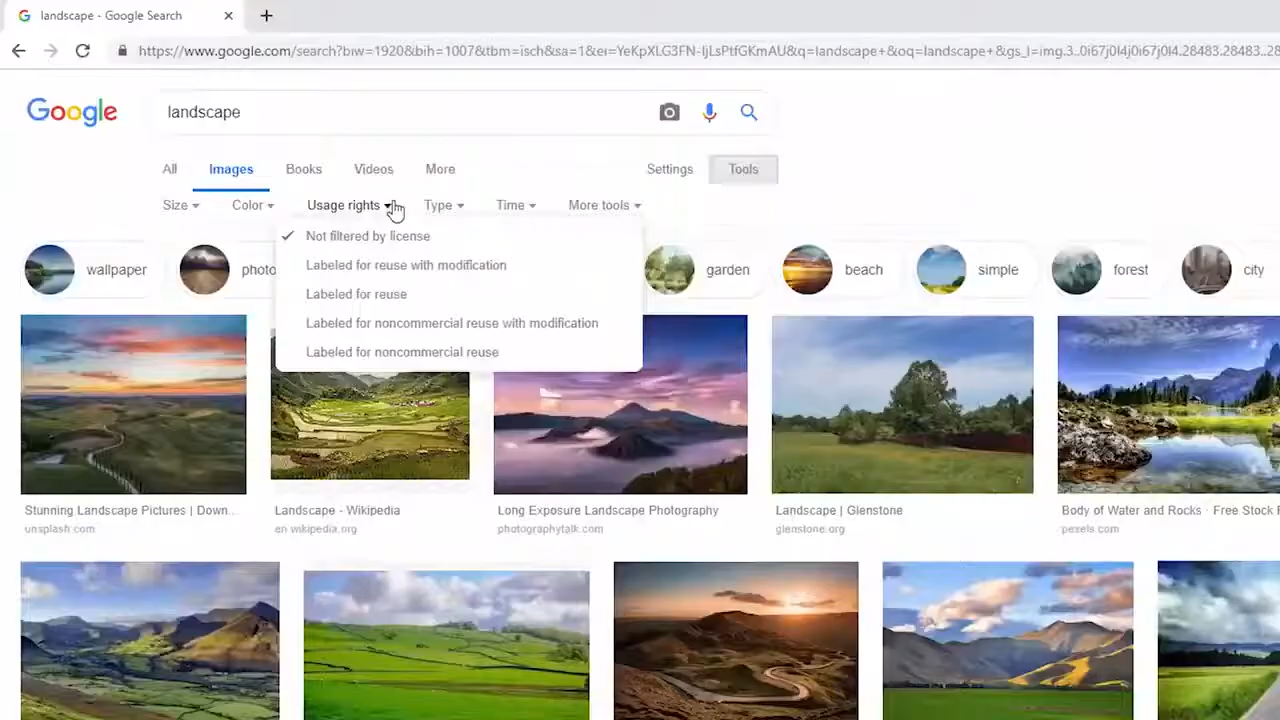 landscape - Google Search
https://www.google.com/search?biw=1920&bih=1007&tbm=isch&sa=1&ei=YeKpXLG3FN-IjLsPtfGKmAU&q=landscape+&oq=landscape+&gs_l=img.3..0i67j0l4j0i67j0l4.28483.28483..28
Google
landscape
All Images Books Videos More Settings Tools
Size Color Usage rights Type Time More tools
Not filtered by license
Labeled for reuse with modification
Labeled for reuse
Labeled for noncommercial reuse with modification
Labeled for noncommercial reuse
wallpaper photo garden beach simple forest city
Stunning Landscape Pictures | Down... Landscape - Wikipedia Long Exposure Landscape Photography Landscape | Glenstone Body of Water and Rocks · Free Stock
unsplash.com en.wikipedia.org photographytalk.com glenstone.org pexels.com